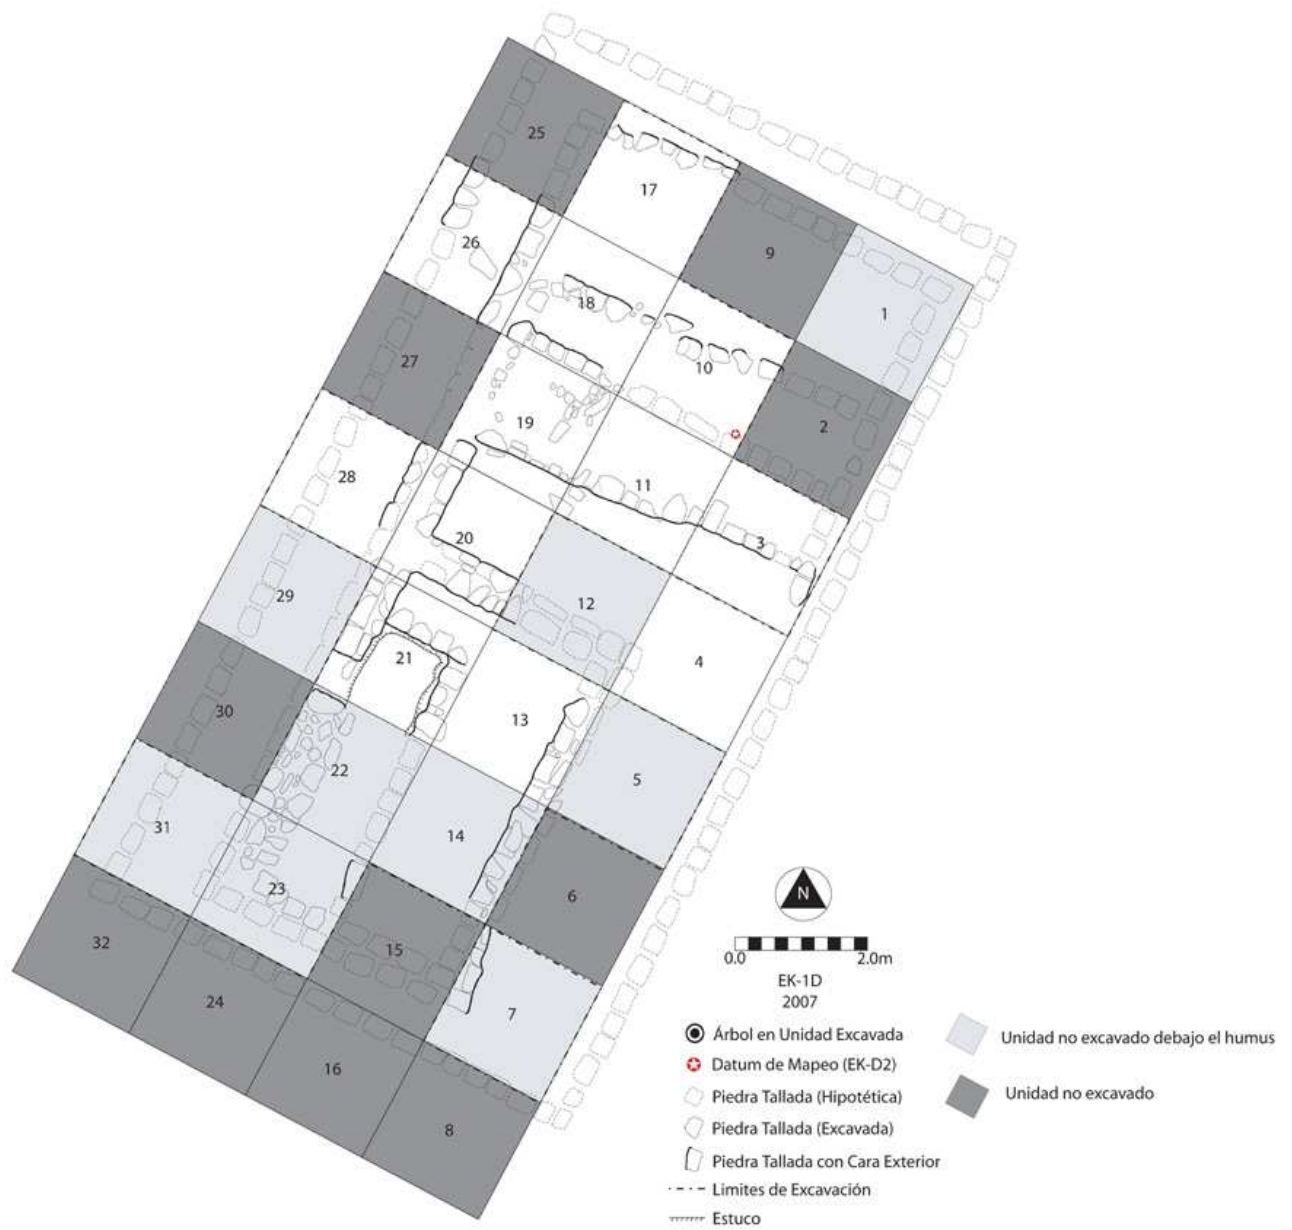 25
17
26
9
1
18
27
10
19
2
28
11
20
3
29
12
21
4
30
13
22
5
31
14
23
6
32
15
24
7
16
8
N
0.0 2.0m
EK-1D
2007
Árbol en Unidad Excavada
Datum de Mapeo (EK-D2)
Piedra Tallada (Hipotética)
Piedra Tallada (Excavada)
Piedra Tallada con Cara Exterior
Limites de Excavación
Estuco
Unidad no excavado debajo el humus
Unidad no excavado